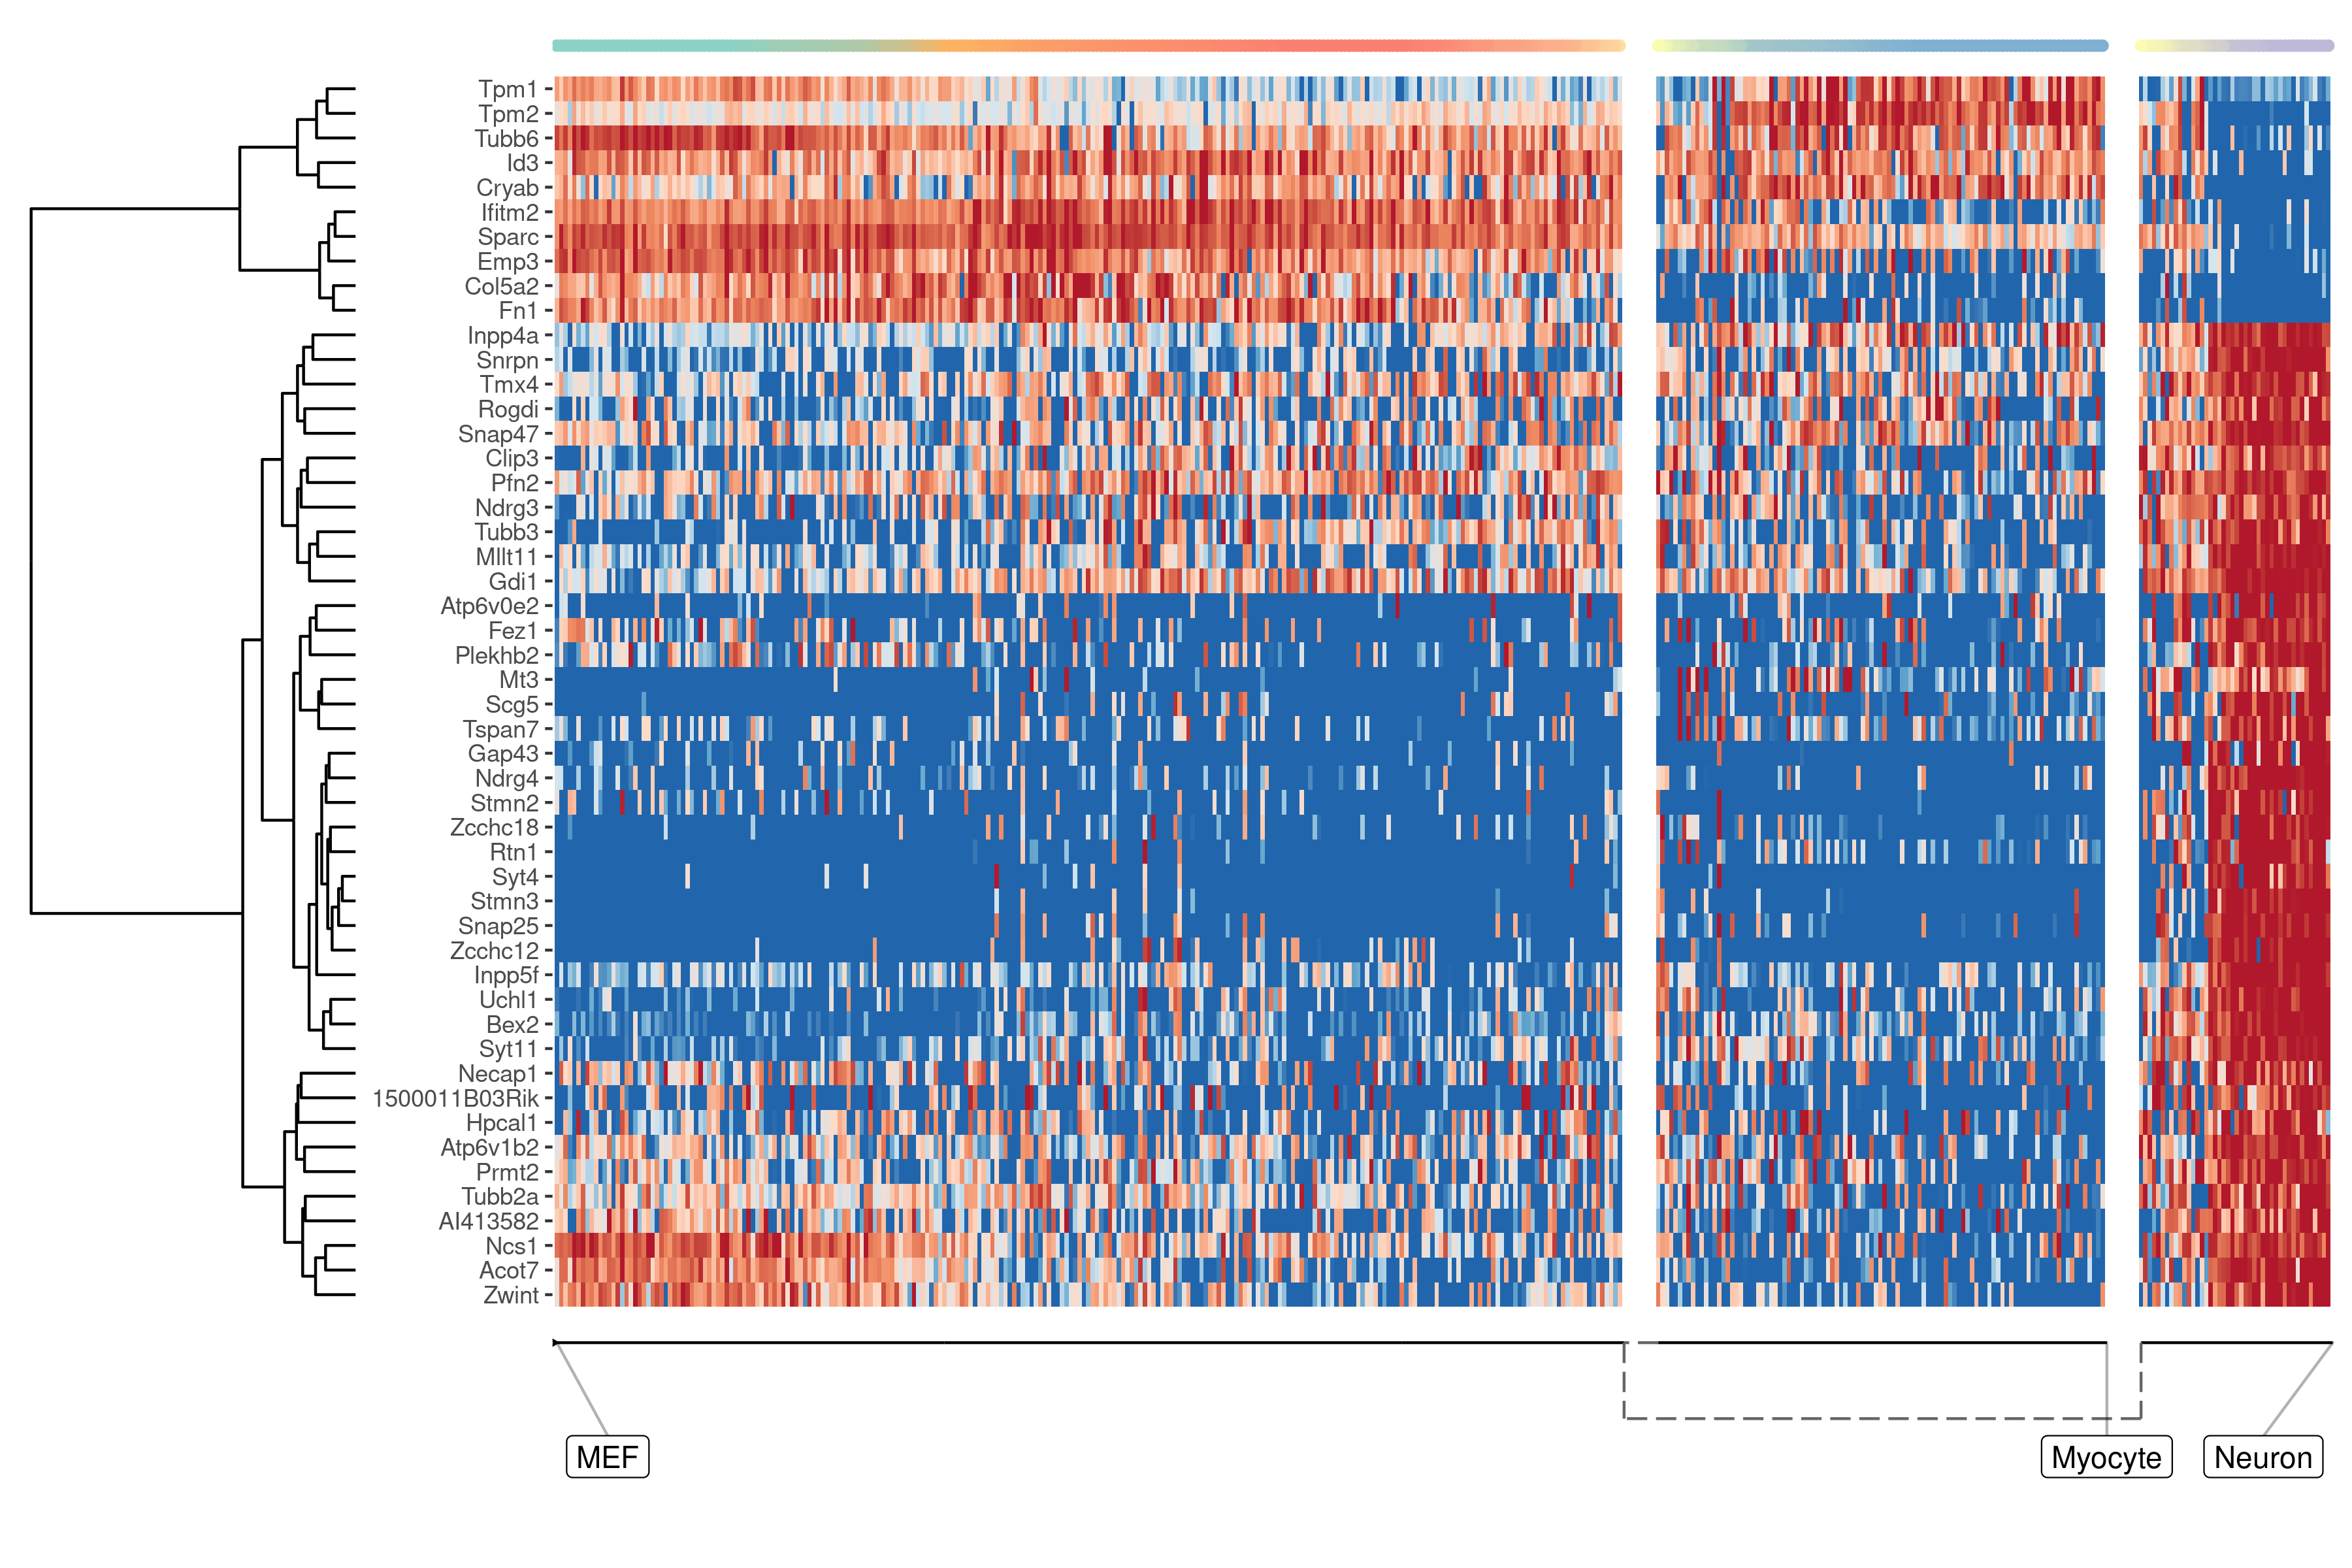 Tpm1
Tpm2
Tubb6
Id3
Cryab
Ifitm2
Sparc
Emp3
Col5a2
Fn1
Inpp4a
Snrpn
Tmx4
Rogdi
Snap47
Clip3
Pfn2
Ndrg3
Tubb3
Mllt11
Gdi1
Atp6v0e2
Fez1
Plekhb2
Mt3
Scg5
Tspan7
Gap43
Ndrg4
Stmn2
Zcchc18
Rtn1
Syt4
Stmn3
Snap25
Zcchc12
Inpp5f
Uchl1
Bex2
Syt11
Necap1
1500011B03Rik
Hpcal1
Atp6v1b2
Prmt2
Tubb2a
AI413582
Ncs1
Acot7
Zwint
MEF Myocyte Neuron